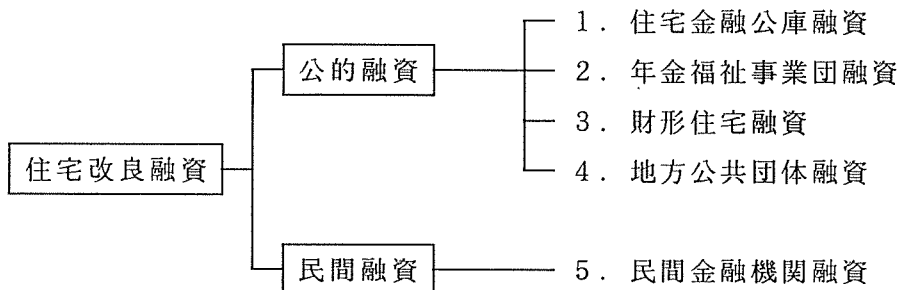 1. 住宅金融公庫融資
公的融資
2. 年金福祉事業団融資
3. 財形住宅融資
住宅改良融資
4. 地方公共団体融資
民間融資
5. 民間金融機関融資